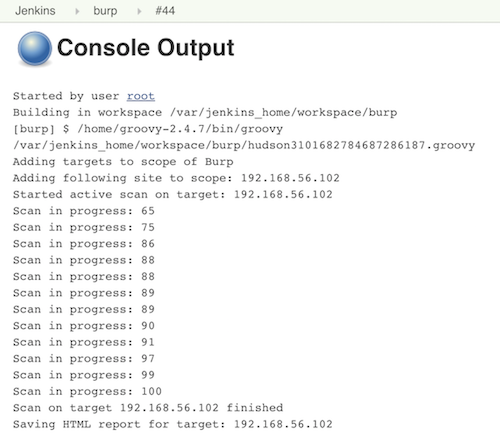 Jenkins burp #44
Console Output
Started by user root
Building in workspace /var/jenkins_home/workspace/burp
[burp] $ /home/groovy-2.4.7/bin/groovy
/var/jenkins_home/workspace/burp/hudson3101682784687286187.groovy
Adding targets to scope of Burp
Adding following site to scope: 192.168.56.102
Started active scan on target: 192.168.56.102
Scan in progress: 65
Scan in progress: 75
Scan in progress: 86
Scan in progress: 88
Scan in progress: 88
Scan in progress: 89
Scan in progress: 89
Scan in progress: 90
Scan in progress: 91
Scan in progress: 97
Scan in progress: 99
Scan in progress: 100
Scan on target 192.168.56.102 finished
Saving HTML report for target: 192.168.56.102